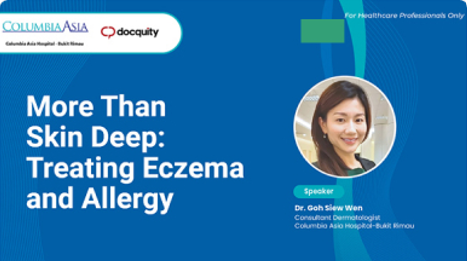 COLUMBIA ASIA
Columbia Asia Hospital - Bukit Rimau
docquity
For Healthcare Professionals Only
More Than
Skin Deep:
Treating Eczema
and Allergy
Speaker
Dr. Goh Siew Wen
Consultant Dermatologist
Columbia Asia Hospital-Bukit Rimau